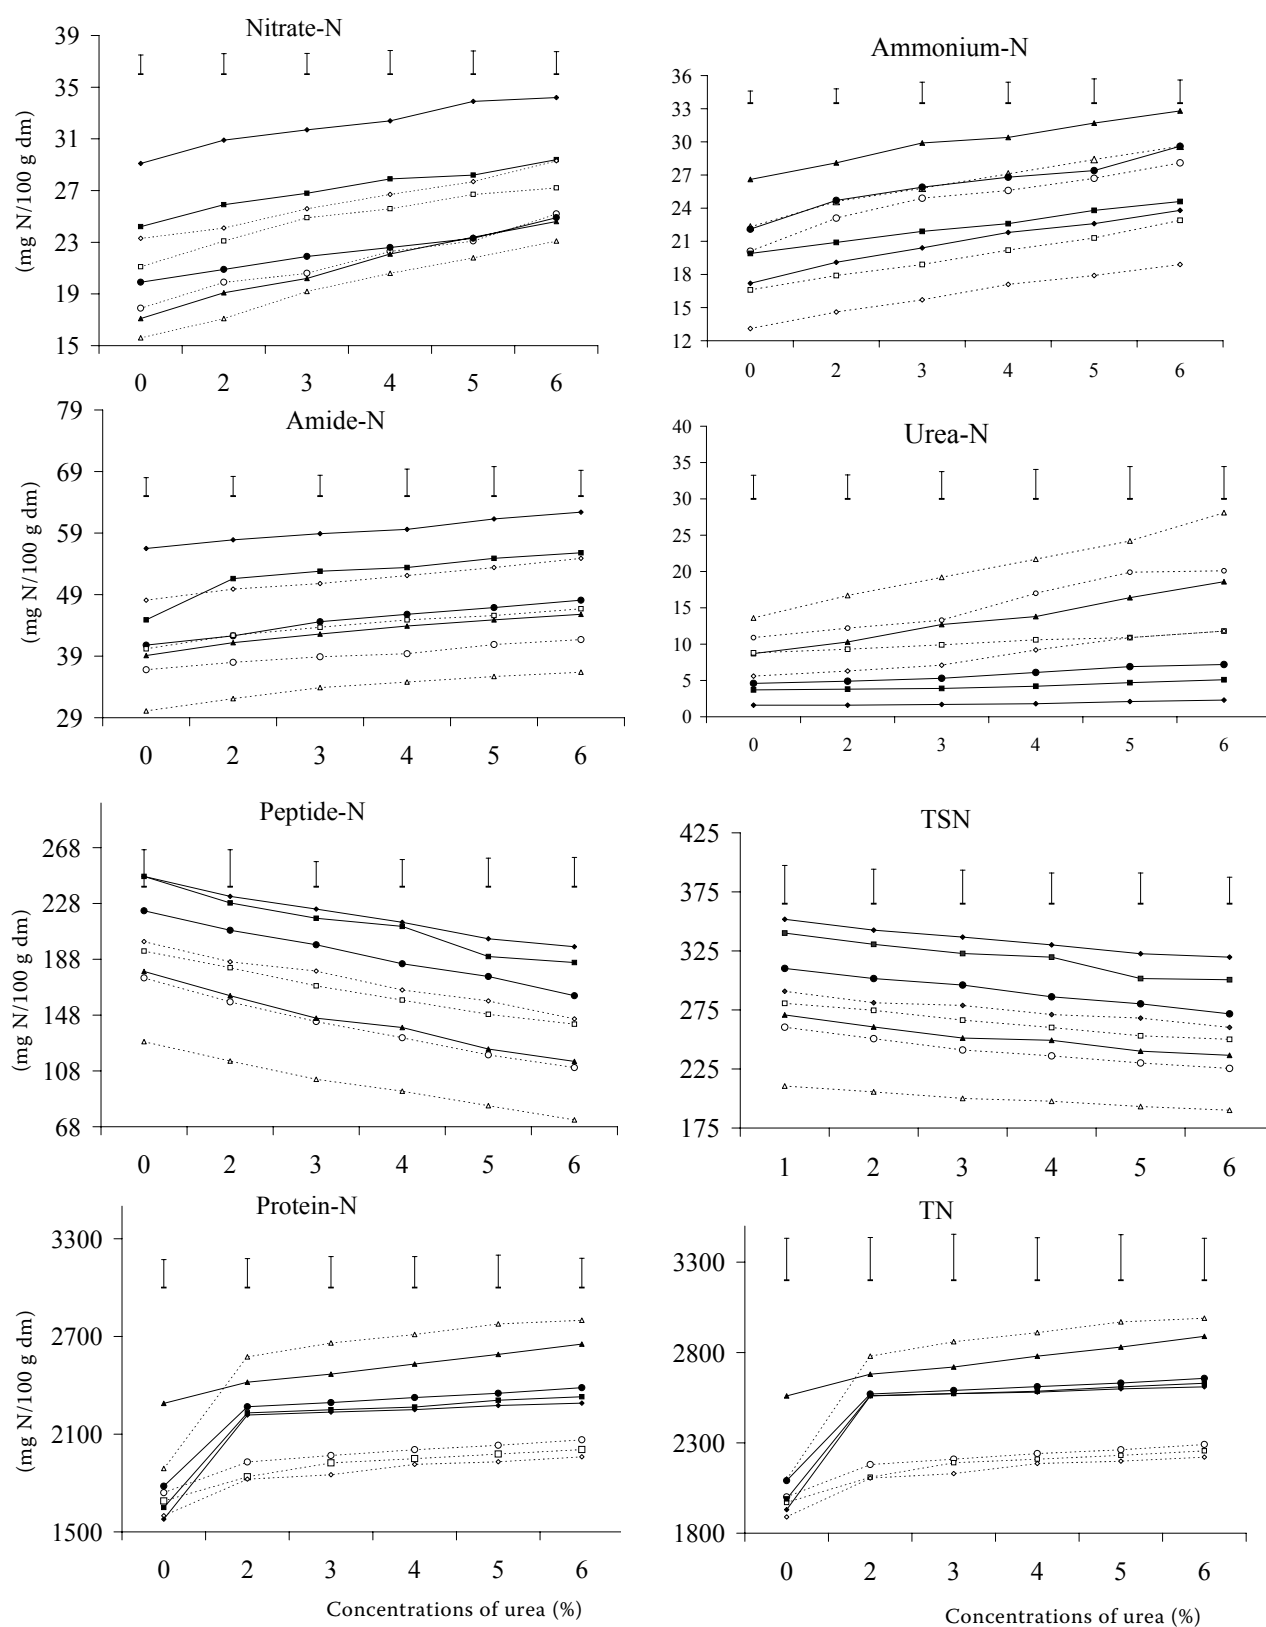 Nitrate-N
(mg N/100 g dm)
39
35
31
27
23
19
15
0 2 3 4 5 6
Ammonium-N
36
33
30
27
24
21
18
15
12
0 2 3 4 5 6
Amide-N
(mg N/100 g dm)
79
69
59
49
39
29
0 2 3 4 5 6
Urea-N
40
35
30
25
20
15
10
5
0
0 2 3 4 5 6
Peptide-N
(mg N/100 g dm)
268
228
188
148
108
68
0 2 3 4 5 6
TSN
425
375
325
275
225
175
1 2 3 4 5 6
Protein-N
(mg N/100 g dm)
3300
2700
2100
1500
0 2 3 4 5 6
Concentrations of urea (%)
TN
3300
2800
2300
1800
0 2 3 4 5 6
Concentrations of urea (%)